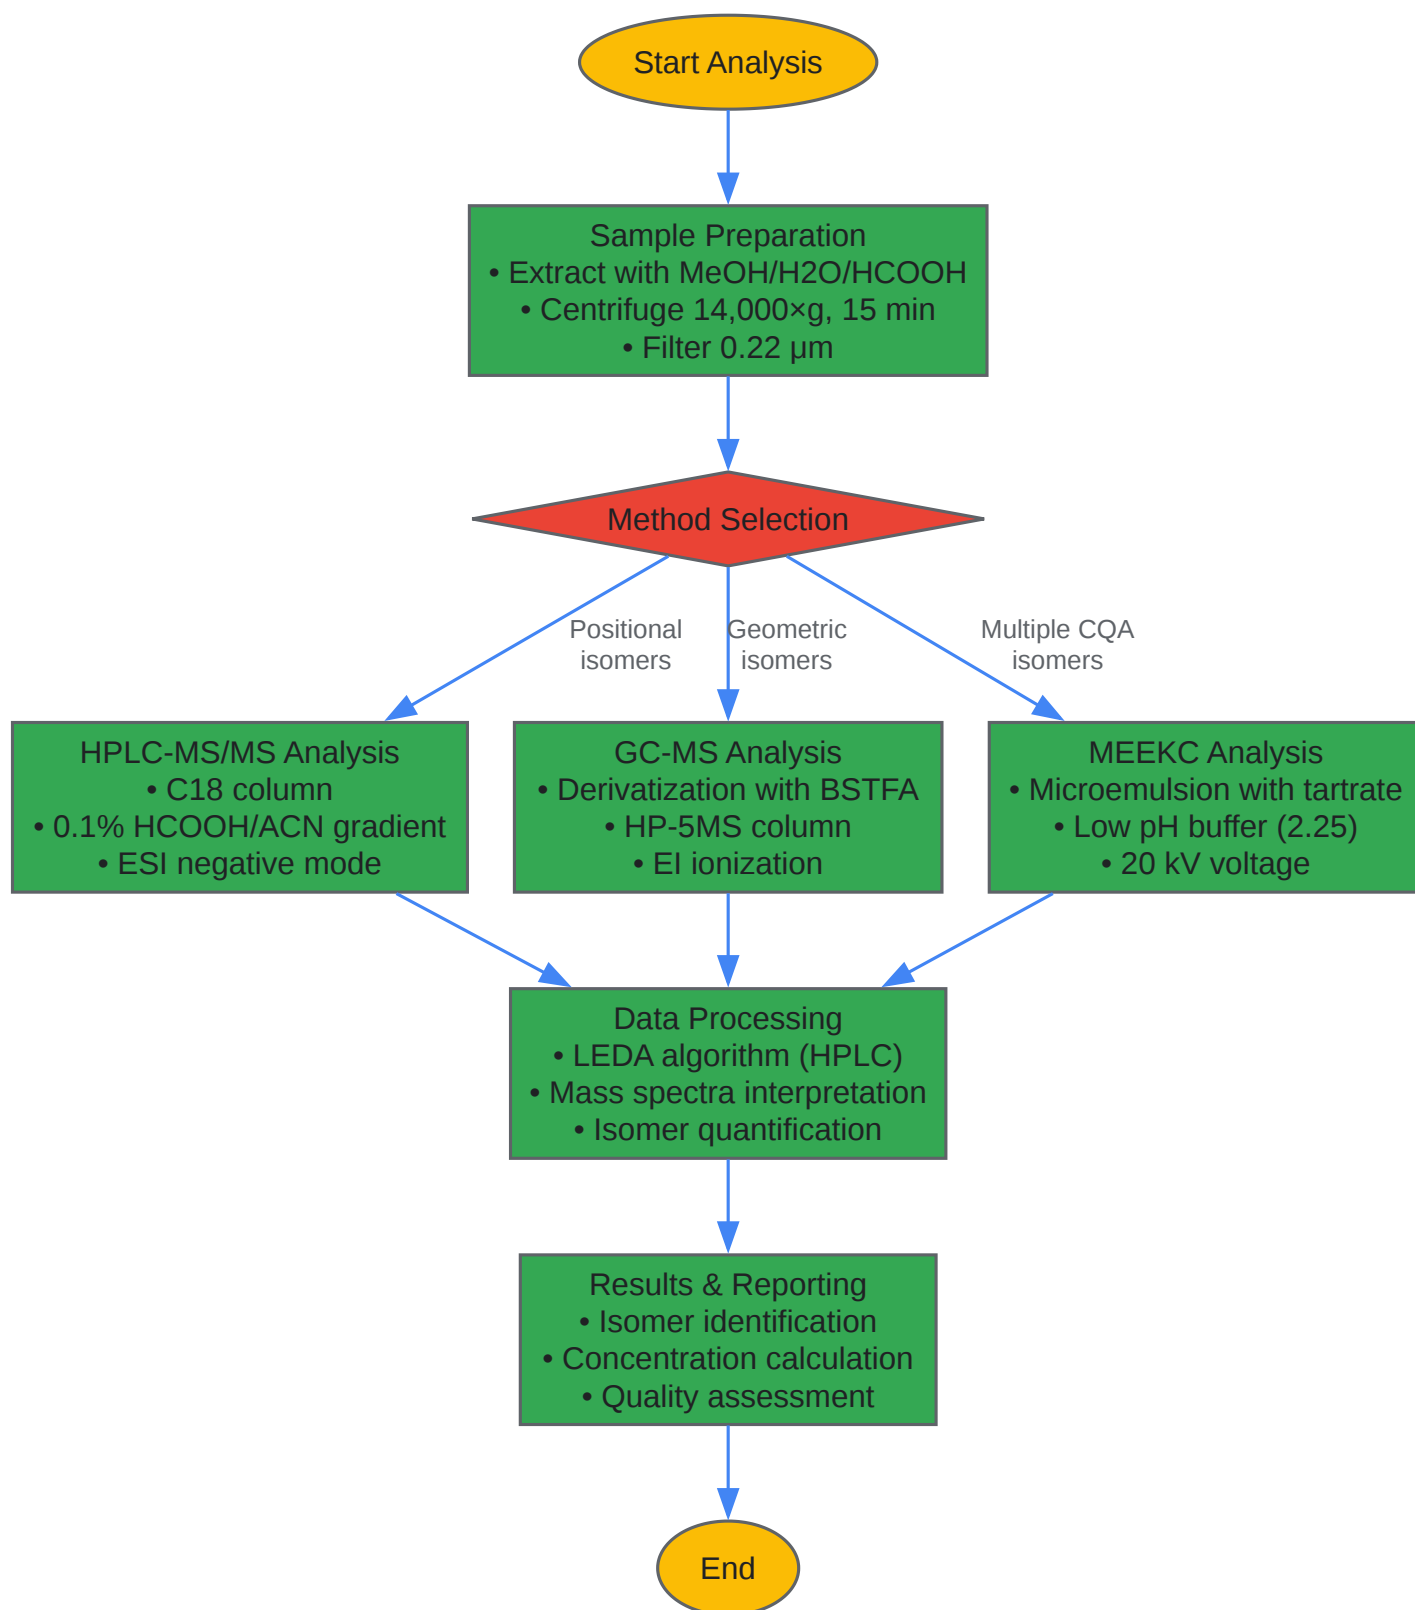 Start Analysis
Sample Preparation
• Extract with MeOH/H2O/HCOOH
• Centrifuge 14,000×g, 15 min
• Filter 0.22 μm
Method Selection
Positional
isomers
Geometric
isomers
Multiple CQA
isomers
HPLC-MS/MS Analysis
• C18 column
• 0.1% HCOOH/ACN gradient
• ESI negative mode
GC-MS Analysis
• Derivatization with BSTFA
• HP-5MS column
• EI ionization
MEEKC Analysis
• Microemulsion with tartrate
• Low pH buffer (2.25)
• 20 kV voltage
Data Processing
• LEDA algorithm (HPLC)
• Mass spectra interpretation
• Isomer quantification
Results & Reporting
• Isomer identification
• Concentration calculation
• Quality assessment
End